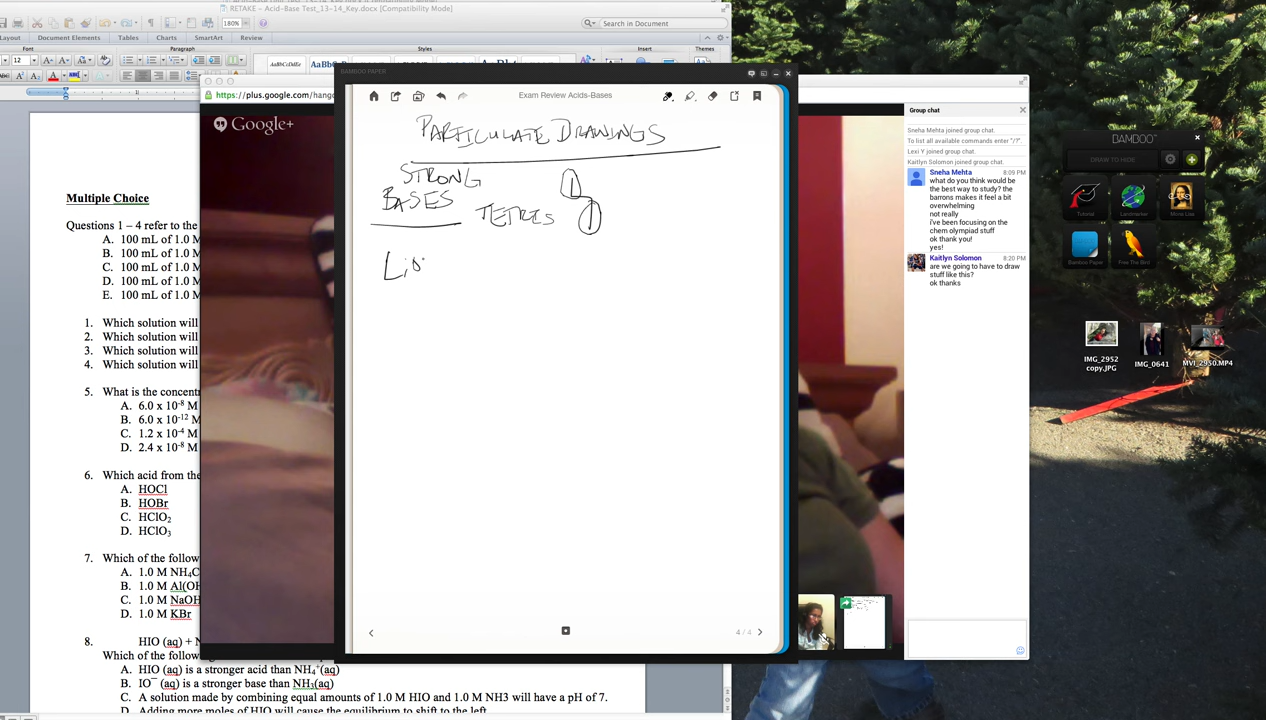 RETAKE – Acid-Base Test_13-14_Key.docx [Compatibility Mode]
180%
Search in Document
Layout
Document Elements
Tables
Charts
SmartArt
Review
Font
Paragraph
Styles
Insert
Themes
12
AaBbCcDdEe
https://plus.google.com/hango
Google+
Multiple Choice
Questions 1 – 4 refer to the
A. 100 mL of 1.0 M
B. 100 mL of 1.0 M
C. 100 mL of 1.0 M
D. 100 mL of 1.0 M
E. 100 mL of 1.0 M
1. Which solution will
2. Which solution will
3. Which solution will
4. Which solution will
5. What is the concentr
A. 6.0 x 10⁻⁸ M
B. 6.0 x 10⁻¹² M
C. 1.2 x 10⁻⁴ M
D. 2.4 x 10⁻⁸ M
6. Which acid from the
A. HOCl
B. HOBr
C. HClO₂
D. HClO₃
7. Which of the follow
A. 1.0 M NH₄C
B. 1.0 M Al(OH
C. 1.0 M NaOH
D. 1.0 M KBr
8. HIO (aq) + N
Which of the follow
A. HIO (aq) is a stronger acid than NH₄⁺(aq)
B. IO⁻ (aq) is a stronger base than NH₃(aq)
C. A solution made by combining equal amounts of 1.0 M HIO and 1.0 M NH3 will have a pH of 7.
D. Adding more moles of HIO will cause the equilibrium to shift to the left
BAMBOO PAPER
Exam Review Acids-Bases
PARTICULATE DRAWINGS
STRONG
BASES
TETRIS
4 / 4
Group chat
Sneha Mehta joined group chat.
To list all available commands enter "/?".
Lexi Y joined group chat.
Kaitlyn Solomon joined group chat.
Sneha Mehta 8:09 PM
what do you think would be
the best way to study? the
barrons makes it feel a bit
overwhelming
not really
i've been focusing on the
chem olympiad stuff
ok thank you!
yes!
Kaitlyn Solomon 8:20 PM
are we going to have to draw
stuff like this?
ok thanks
BAMBOO™
DRAW TO HIDE
Tutorial
Landmarker
Mona Lisa
Bamboo Paper
Free The Bird
IMG_2952
copy.JPG
IMG_0641
MVI_2950.MP4